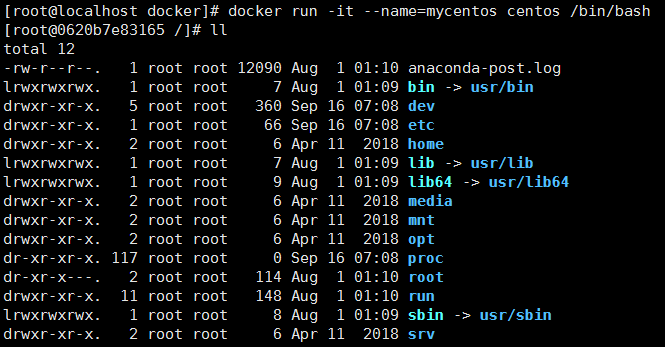 [root@localhost docker]# docker run -it --name=mycentos centos /bin/bash
[root@0620b7e83165 /]# ll
total 12
-rw-r--r--.   1 root root 12090 Aug  1 01:10 anaconda-post.log
lrwxrwxrwx.   1 root root     7 Aug  1 01:09 bin -> usr/bin
drwxr-xr-x.   5 root root   360 Sep 16 07:08 dev
drwxr-xr-x.   1 root root    66 Sep 16 07:08 etc
drwxr-xr-x.   2 root root     6 Apr 11  2018 home
lrwxrwxrwx.   1 root root     7 Aug  1 01:09 lib -> usr/lib
lrwxrwxrwx.   1 root root     9 Aug  1 01:09 lib64 -> usr/lib64
drwxr-xr-x.   2 root root     6 Apr 11  2018 media
drwxr-xr-x.   2 root root     6 Apr 11  2018 mnt
drwxr-xr-x.   2 root root     6 Apr 11  2018 opt
dr-xr-xr-x. 117 root root     0 Sep 16 07:08 proc
dr-xr-x---.   2 root root   114 Aug  1 01:10 root
drwxr-xr-x.  11 root root   148 Aug  1 01:10 run
lrwxrwxrwx.   1 root root     8 Aug  1 01:09 sbin -> usr/sbin
drwxr-xr-x.   2 root root     6 Apr 11  2018 srv